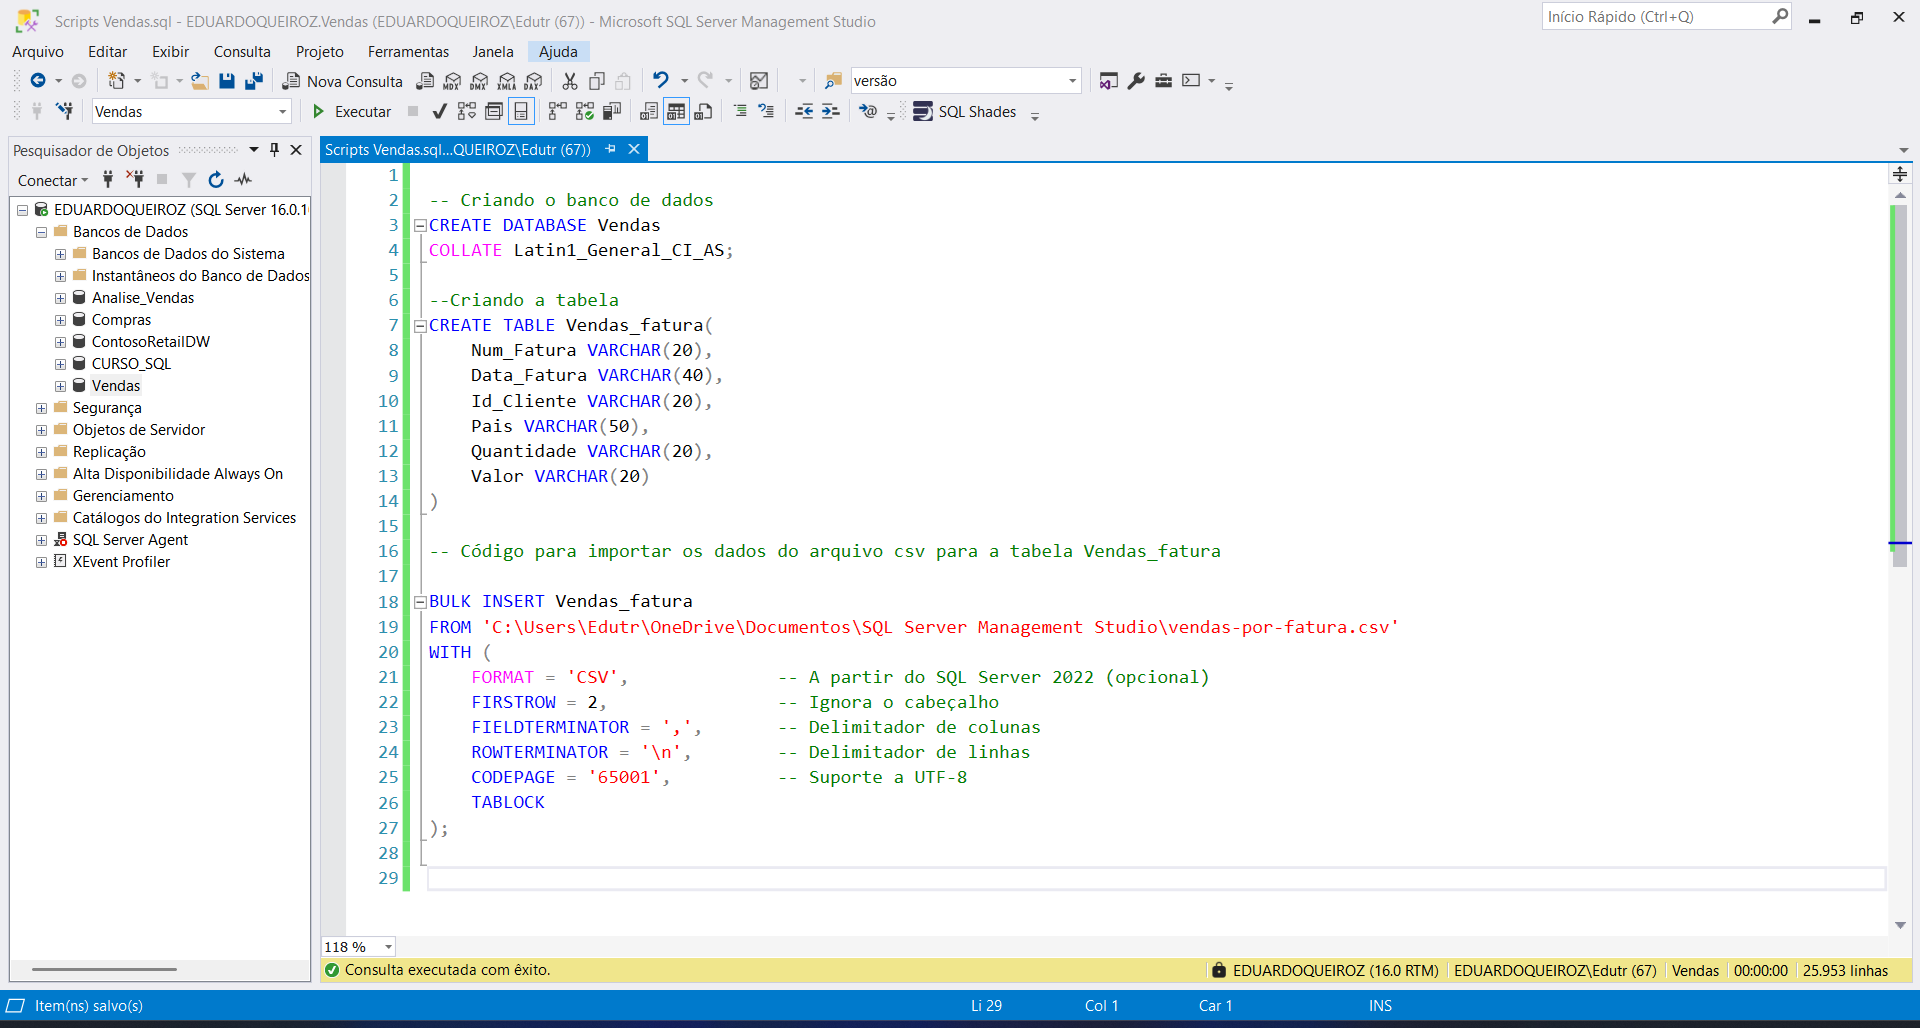 Scripts Vendas.sql - EDUARDOQUEIROZ.Vendas (EDUARDOQUEIROZ\Edutr (67)) - Microsoft SQL Server Management Studio
Início Rápido (Ctrl+Q)
Arquivo Editar Exibir Consulta Projeto Ferramentas Janela Ajuda
Nova Consulta MDX DMX XMLA DAX versão
Vendas Executar SQL Shades
Pesquisador de Objetos
Conectar
EDUARDOQUEIROZ (SQL Server 16.0.1
Bancos de Dados
Bancos de Dados do Sistema
Instantâneos do Banco de Dados
Analise_Vendas
Compras
ContosoRetailDW
CURSO_SQL
Vendas
Segurança
Objetos de Servidor
Replicação
Alta Disponibilidade Always On
Gerenciamento
Catálogos do Integration Services
SQL Server Agent
XEvent Profiler
Scripts Vendas.sql...QUEIROZ\Edutr (67))
1
2 -- Criando o banco de dados
3 CREATE DATABASE Vendas
4 COLLATE Latin1_General_CI_AS;
5
6 --Criando a tabela
7 CREATE TABLE Vendas_fatura(
8 Num_Fatura VARCHAR(20),
9 Data_Fatura VARCHAR(40),
10 Id_Cliente VARCHAR(20),
11 Pais VARCHAR(50),
12 Quantidade VARCHAR(20),
13 Valor VARCHAR(20)
14 )
15
16 -- Código para importar os dados do arquivo csv para a tabela Vendas_fatura
17
18 BULK INSERT Vendas_fatura
19 FROM 'C:\Users\Edutr\OneDrive\Documentos\SQL Server Management Studio\vendas-por-fatura.csv'
20 WITH (
21 FORMAT = 'CSV', -- A partir do SQL Server 2022 (opcional)
22 FIRSTROW = 2, -- Ignora o cabeçalho
23 FIELDTERMINATOR = ',', -- Delimitador de colunas
24 ROWTERMINATOR = '\n', -- Delimitador de linhas
25 CODEPAGE = '65001', -- Suporte a UTF-8
26 TABLOCK
27 );
28
29
118 %
Consulta executada com êxito. EDUARDOQUEIROZ (16.0 RTM) EDUARDOQUEIROZ\Edutr (67) Vendas 00:00:00 25.953 linhas
Item(ns) salvo(s) Li 29 Col 1 Car 1 INS